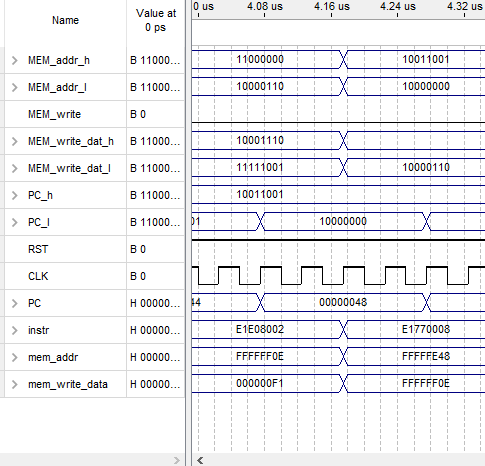 Name Value at 0 ps 0 us 4.08 us 4.16 us 4.24 us 4.32 us
MEM_addr_h B 11000... 11000000 10011001
MEM_addr_l B 11000... 10000110 10000000
MEM_write B 0
MEM_write_dat_h B 11000... 10001110
MEM_write_dat_l B 11000... 11111001 10000110
PC_h B 11000... 10011001
PC_l B 11000... 01 10000000
RST B 0
CLK B 0
PC H 00000... 44 00000048
instr H 00000... E1E08002 E1770008
mem_addr H 00000... FFFFFF0E FFFFFE48
mem_write_data H 00000... 000000F1 FFFFFF0E